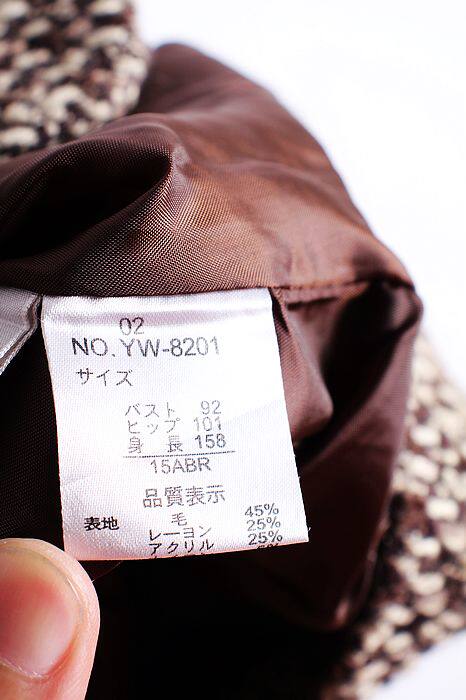 02
NO. YW-8201
サイズ
バスト 92
ヒップ 101
身 長 158
15ABR
品質表示
表地 毛 45%
レーヨン 25%
アクリル 25%